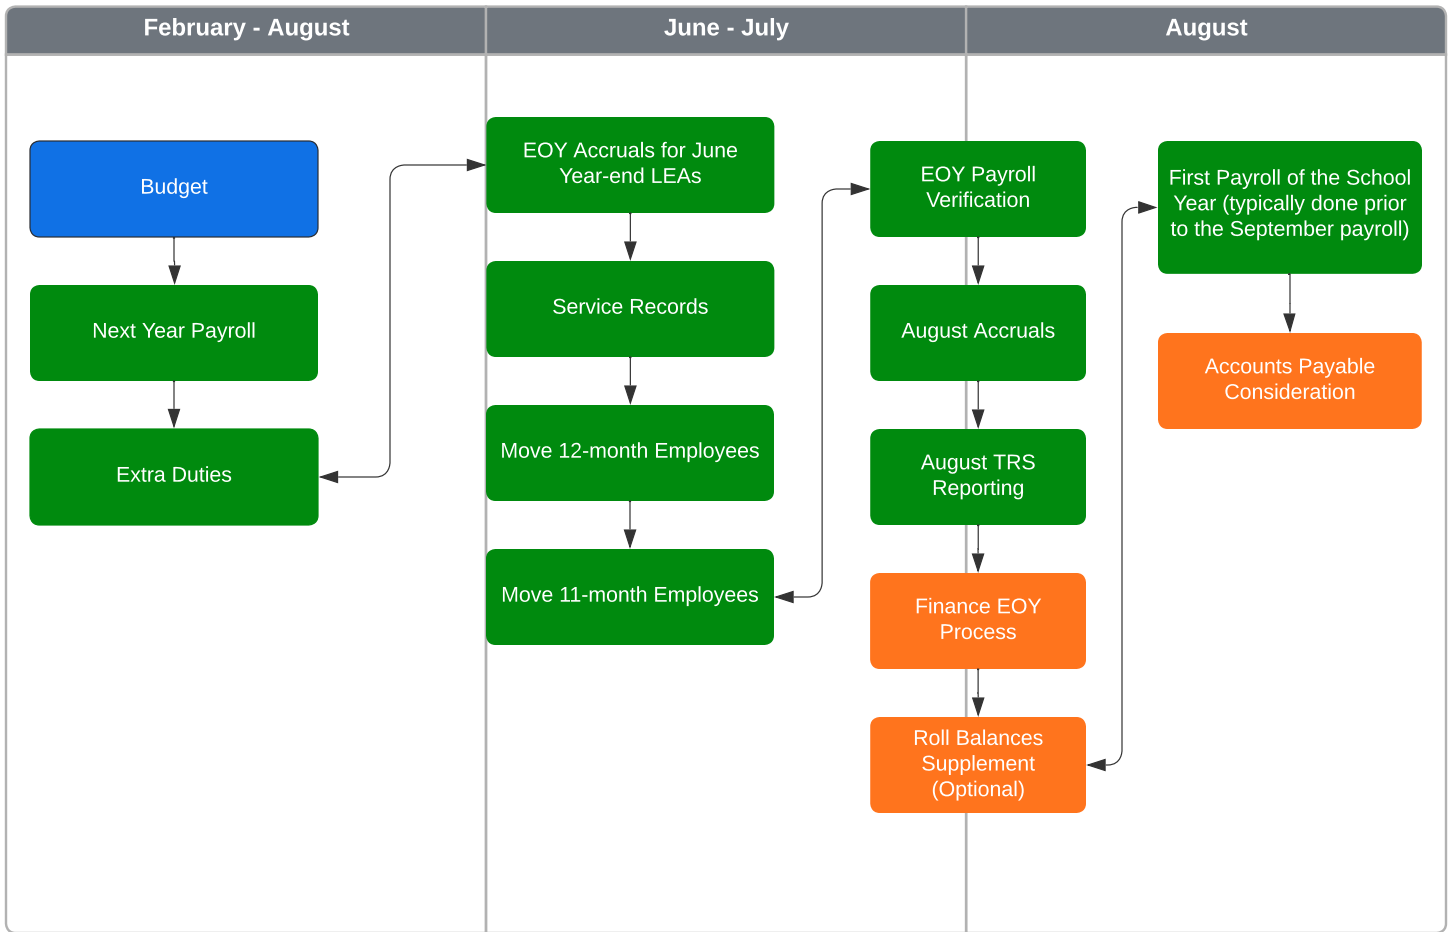 February - August
June - July
August
Budget
Next Year Payroll
Extra Duties
EOY Accruals for June
Year-end LEAs
Service Records
Move 12-month Employees
Move 11-month Employees
EOY Payroll
Verification
August Accruals
August TRS
Reporting
Finance EOY
Process
Roll Balances
Supplement
(Optional)
First Payroll of the School
Year (typically done prior
to the September payroll)
Accounts Payable
Consideration